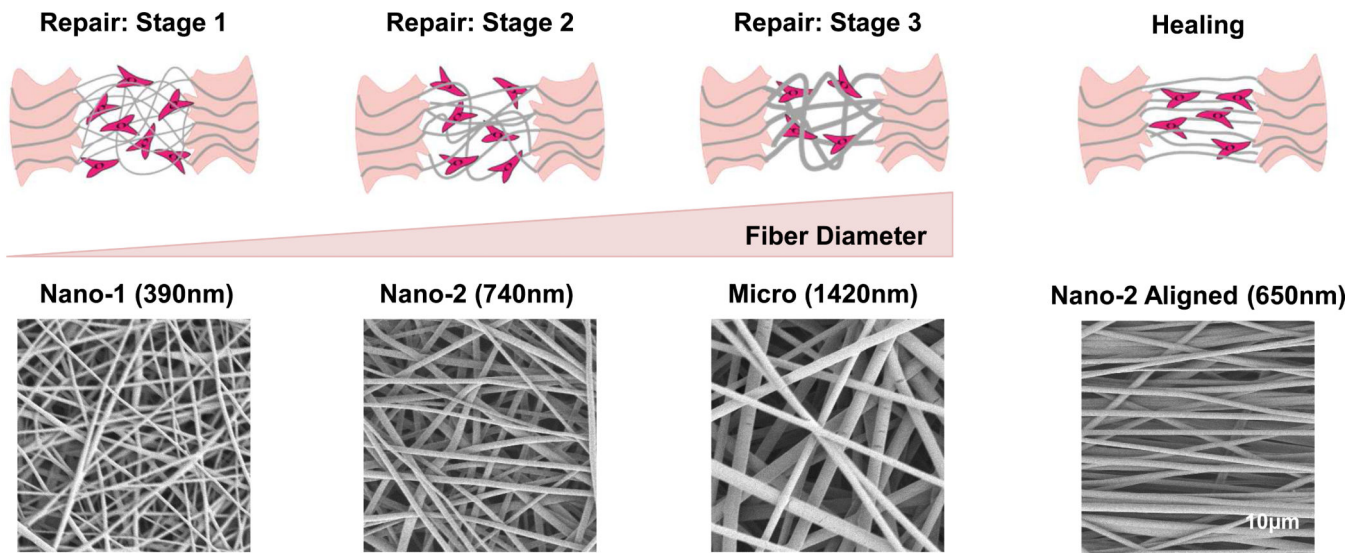 Repair: Stage 1
Repair: Stage 2
Repair: Stage 3
Healing
Fiber Diameter
Nano-1 (390nm)
Nano-2 (740nm)
Micro (1420nm)
Nano-2 Aligned (650nm)
10µm